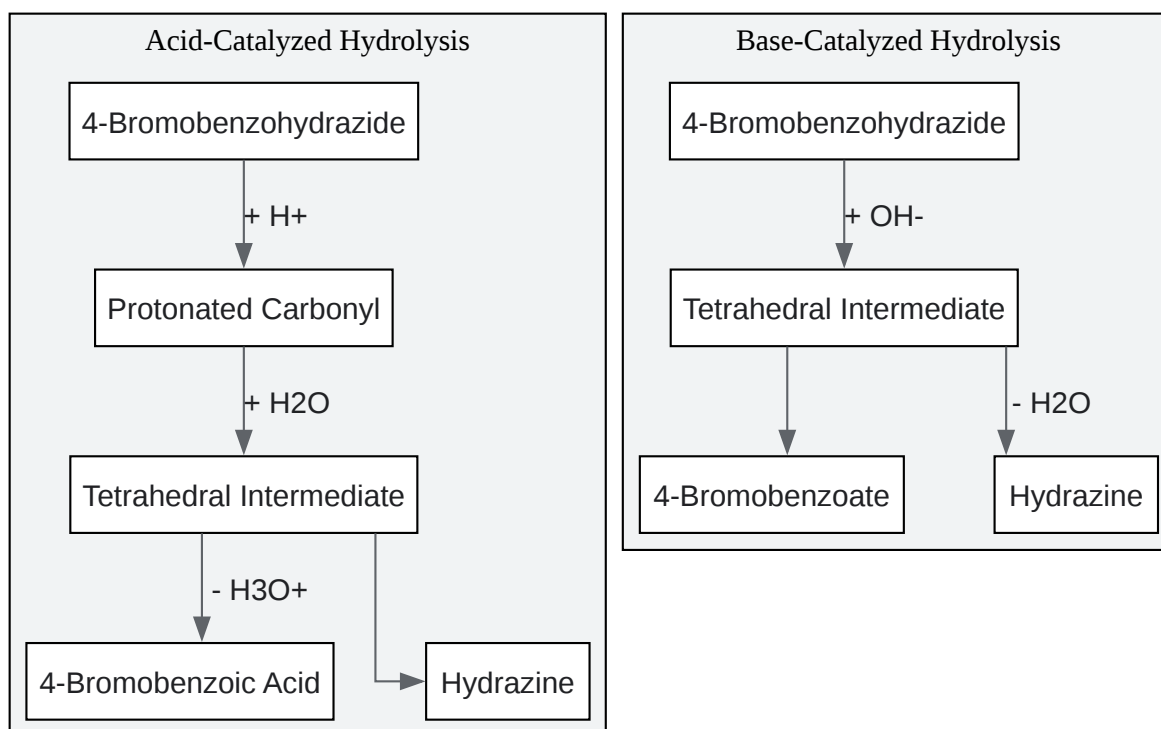 Acid-Catalyzed Hydrolysis
4-Bromobenzohydrazide
+ H+
Protonated Carbonyl
+ H2O
Tetrahedral Intermediate
- H3O+
4-Bromobenzoic Acid
Hydrazine
Base-Catalyzed Hydrolysis
4-Bromobenzohydrazide
+ OH-
Tetrahedral Intermediate
- H2O
4-Bromobenzoate
Hydrazine